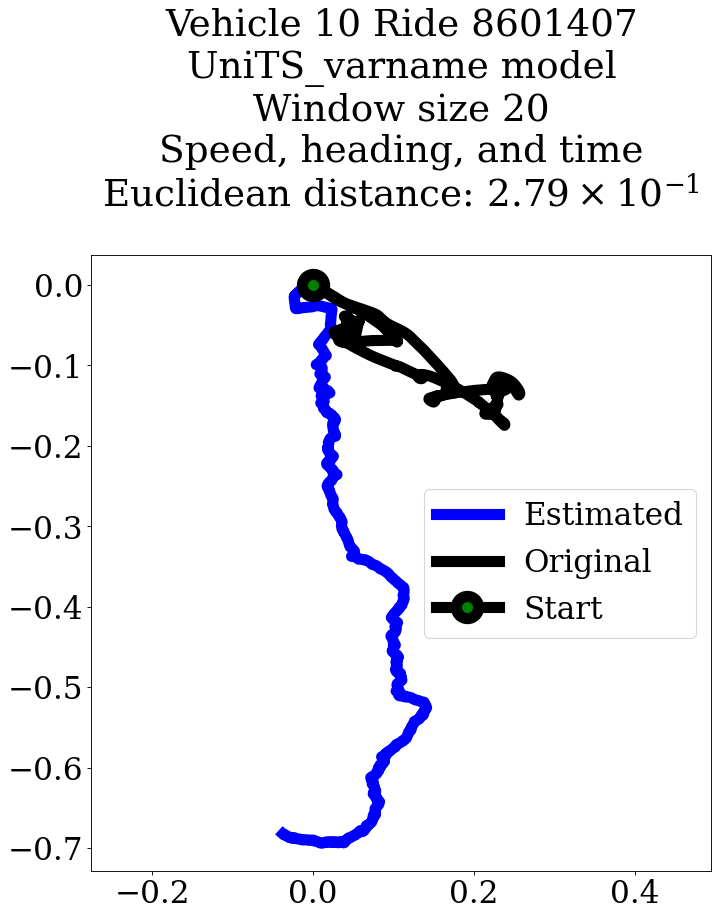 Vehicle 10 Ride 8601407
UniTS_varname model
Window size 20
Speed, heading, and time
Euclidean distance: 2.79 × 10⁻¹
0.0
−0.1
−0.2
−0.3
−0.4
−0.5
−0.6
−0.7
Estimated
Original
Start
−0.2 0.0 0.2 0.4